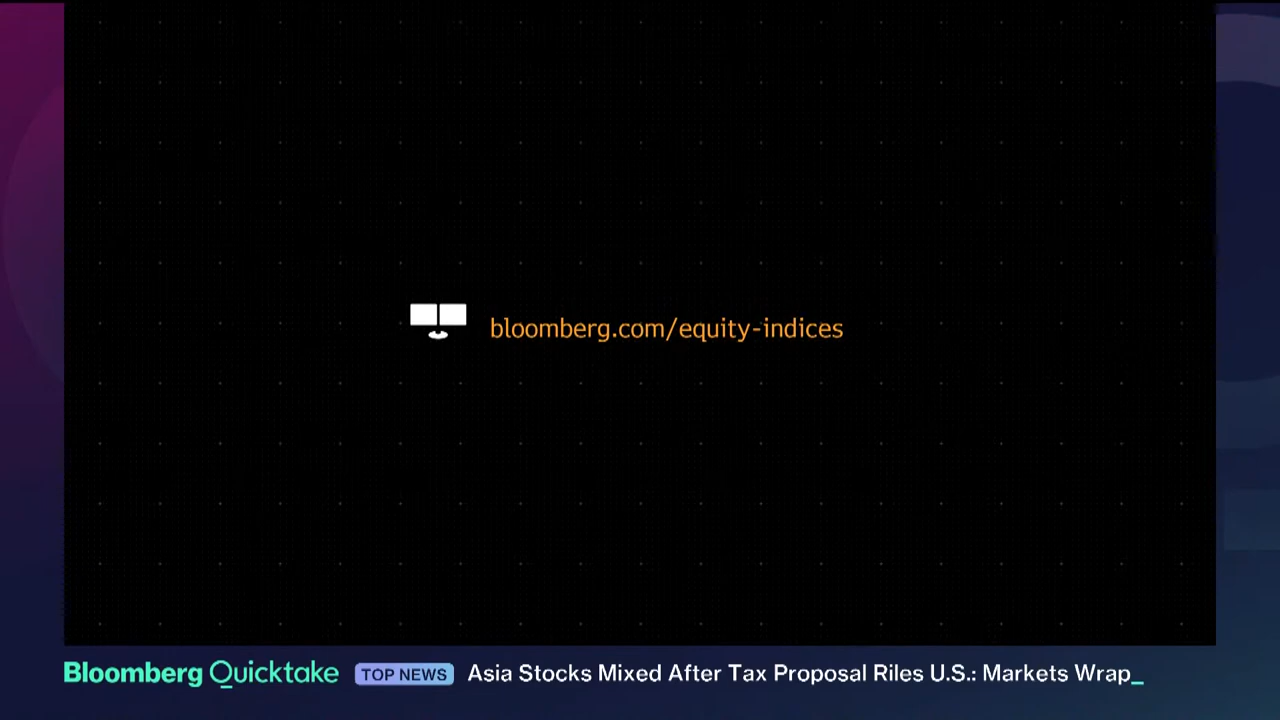 bloomberg.com/equity-indices
Bloomberg Quicktake TOP NEWS Asia Stocks Mixed After Tax Proposal Riles U.S.: Markets Wrap_